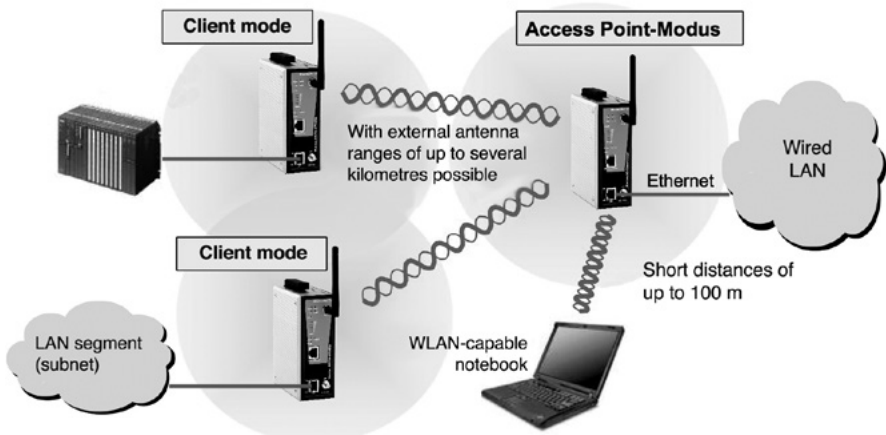 Client mode
Access Point-Modus
With external antenna
ranges of up to several
kilometres possible
Wired
LAN
Ethernet
Client mode
Short distances of
up to 100 m
LAN segment
(subnet)
WLAN-capable
notebook